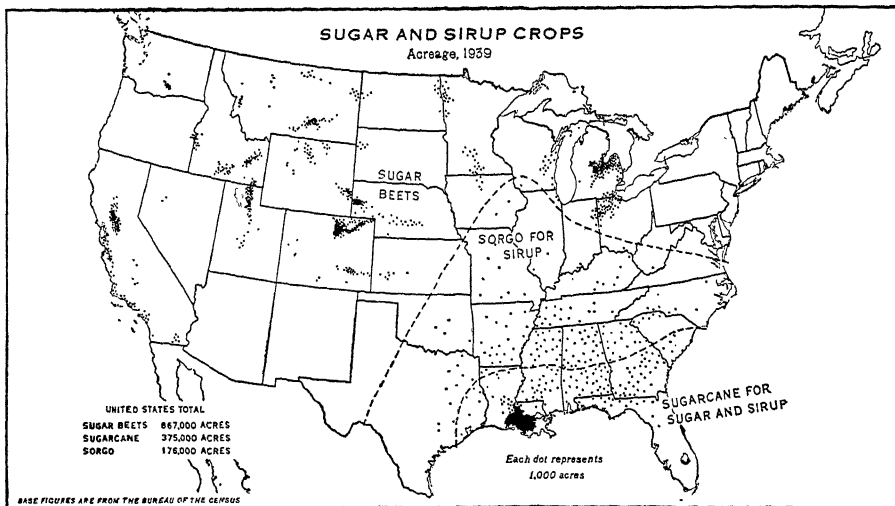 SUGAR AND SIRUP CROPS
Acreage, 1939
SUGAR
BEETS
SORGO FOR
SIRUP
SUGARCANE FOR
SUGAR AND SIRUP
UNITED STATES TOTAL
SUGAR BEETS 667,000 ACRES
SUGARCANE 375,000 ACRES
SORGO 176,000 ACRES
Each dot represents
1,000 acres
BASE FIGURES ARE FROM THE BUREAU OF THE CENSUS